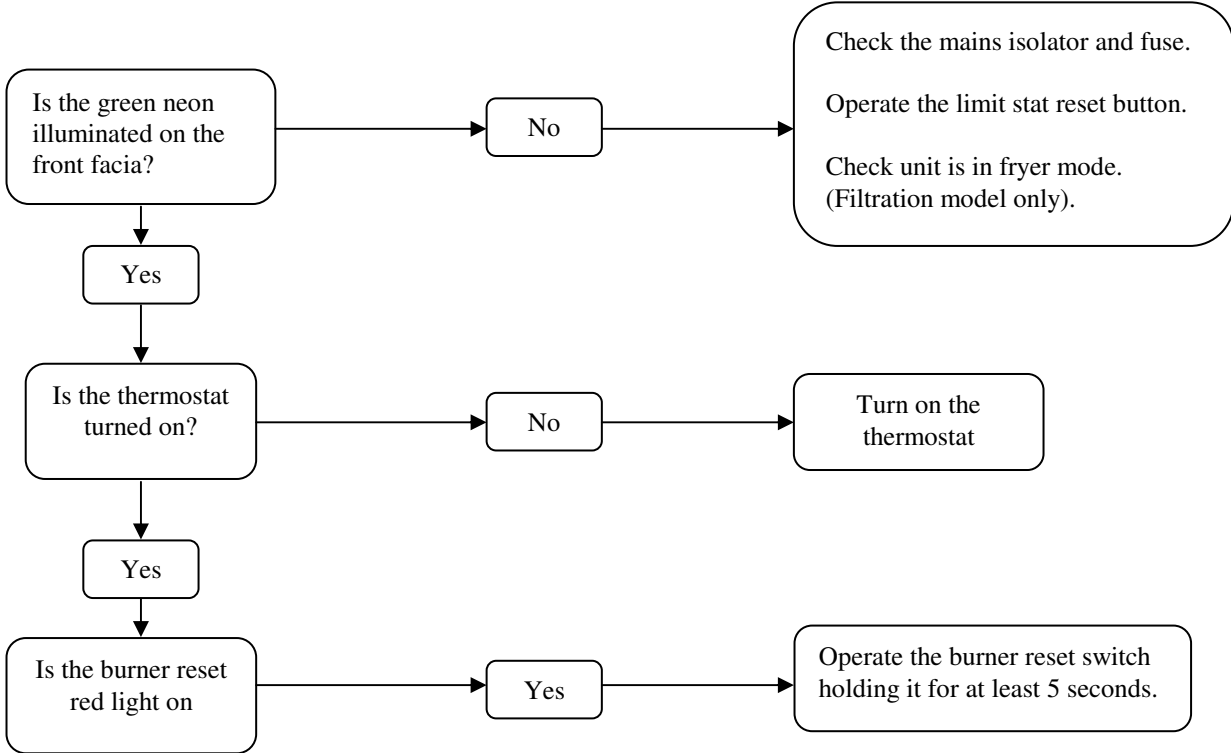 Is the green neon
illuminated on the
front facia?
No
Check the mains isolator and fuse.
Operate the limit stat reset button.
Check unit is in fryer mode.
(Filtration model only).
Yes
Is the thermostat
turned on?
No
Turn on the
thermostat
Yes
Is the burner reset
red light on
Yes
Operate the burner reset switch
holding it for at least 5 seconds.